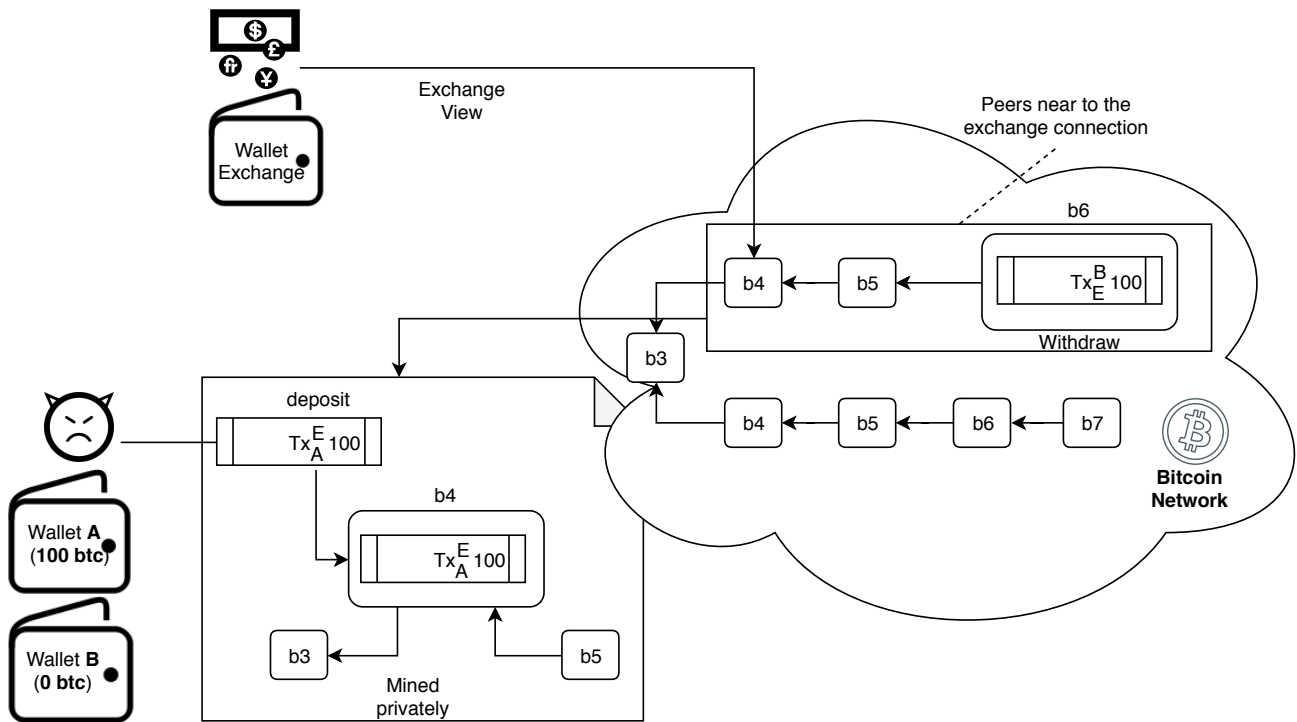 $
£
fr
¥
Exchange
View
Wallet
Exchange
Peers near to the
exchange connection
b6
b4
b5
Tx B E 100
Withdraw
b3
b4
b5
b6
b7
Bitcoin
Network
deposit
Tx E A 100
b4
Tx E A 100
b3
b5
Mined
privately
Wallet A
(100 btc)
Wallet B
(0 btc)